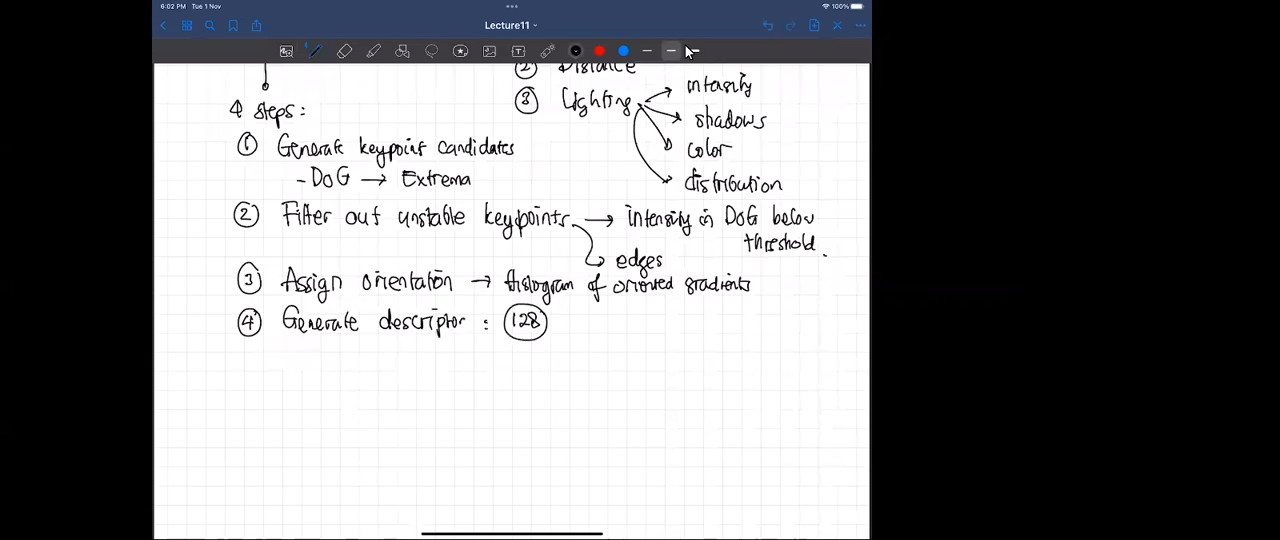 6:02 PM Tue 1 Nov
100%
Lecture11
② Distance
③ Lighting
intensity
shadows
color
distribution
4 steps:
① Generate keypoint candidates
- DoG → Extrema
② Filter out unstable keypoints → intensity in DoG below
threshold.
edges
③ Assign orientation → Histogram of oriented gradients
④ Generate descriptor : 128